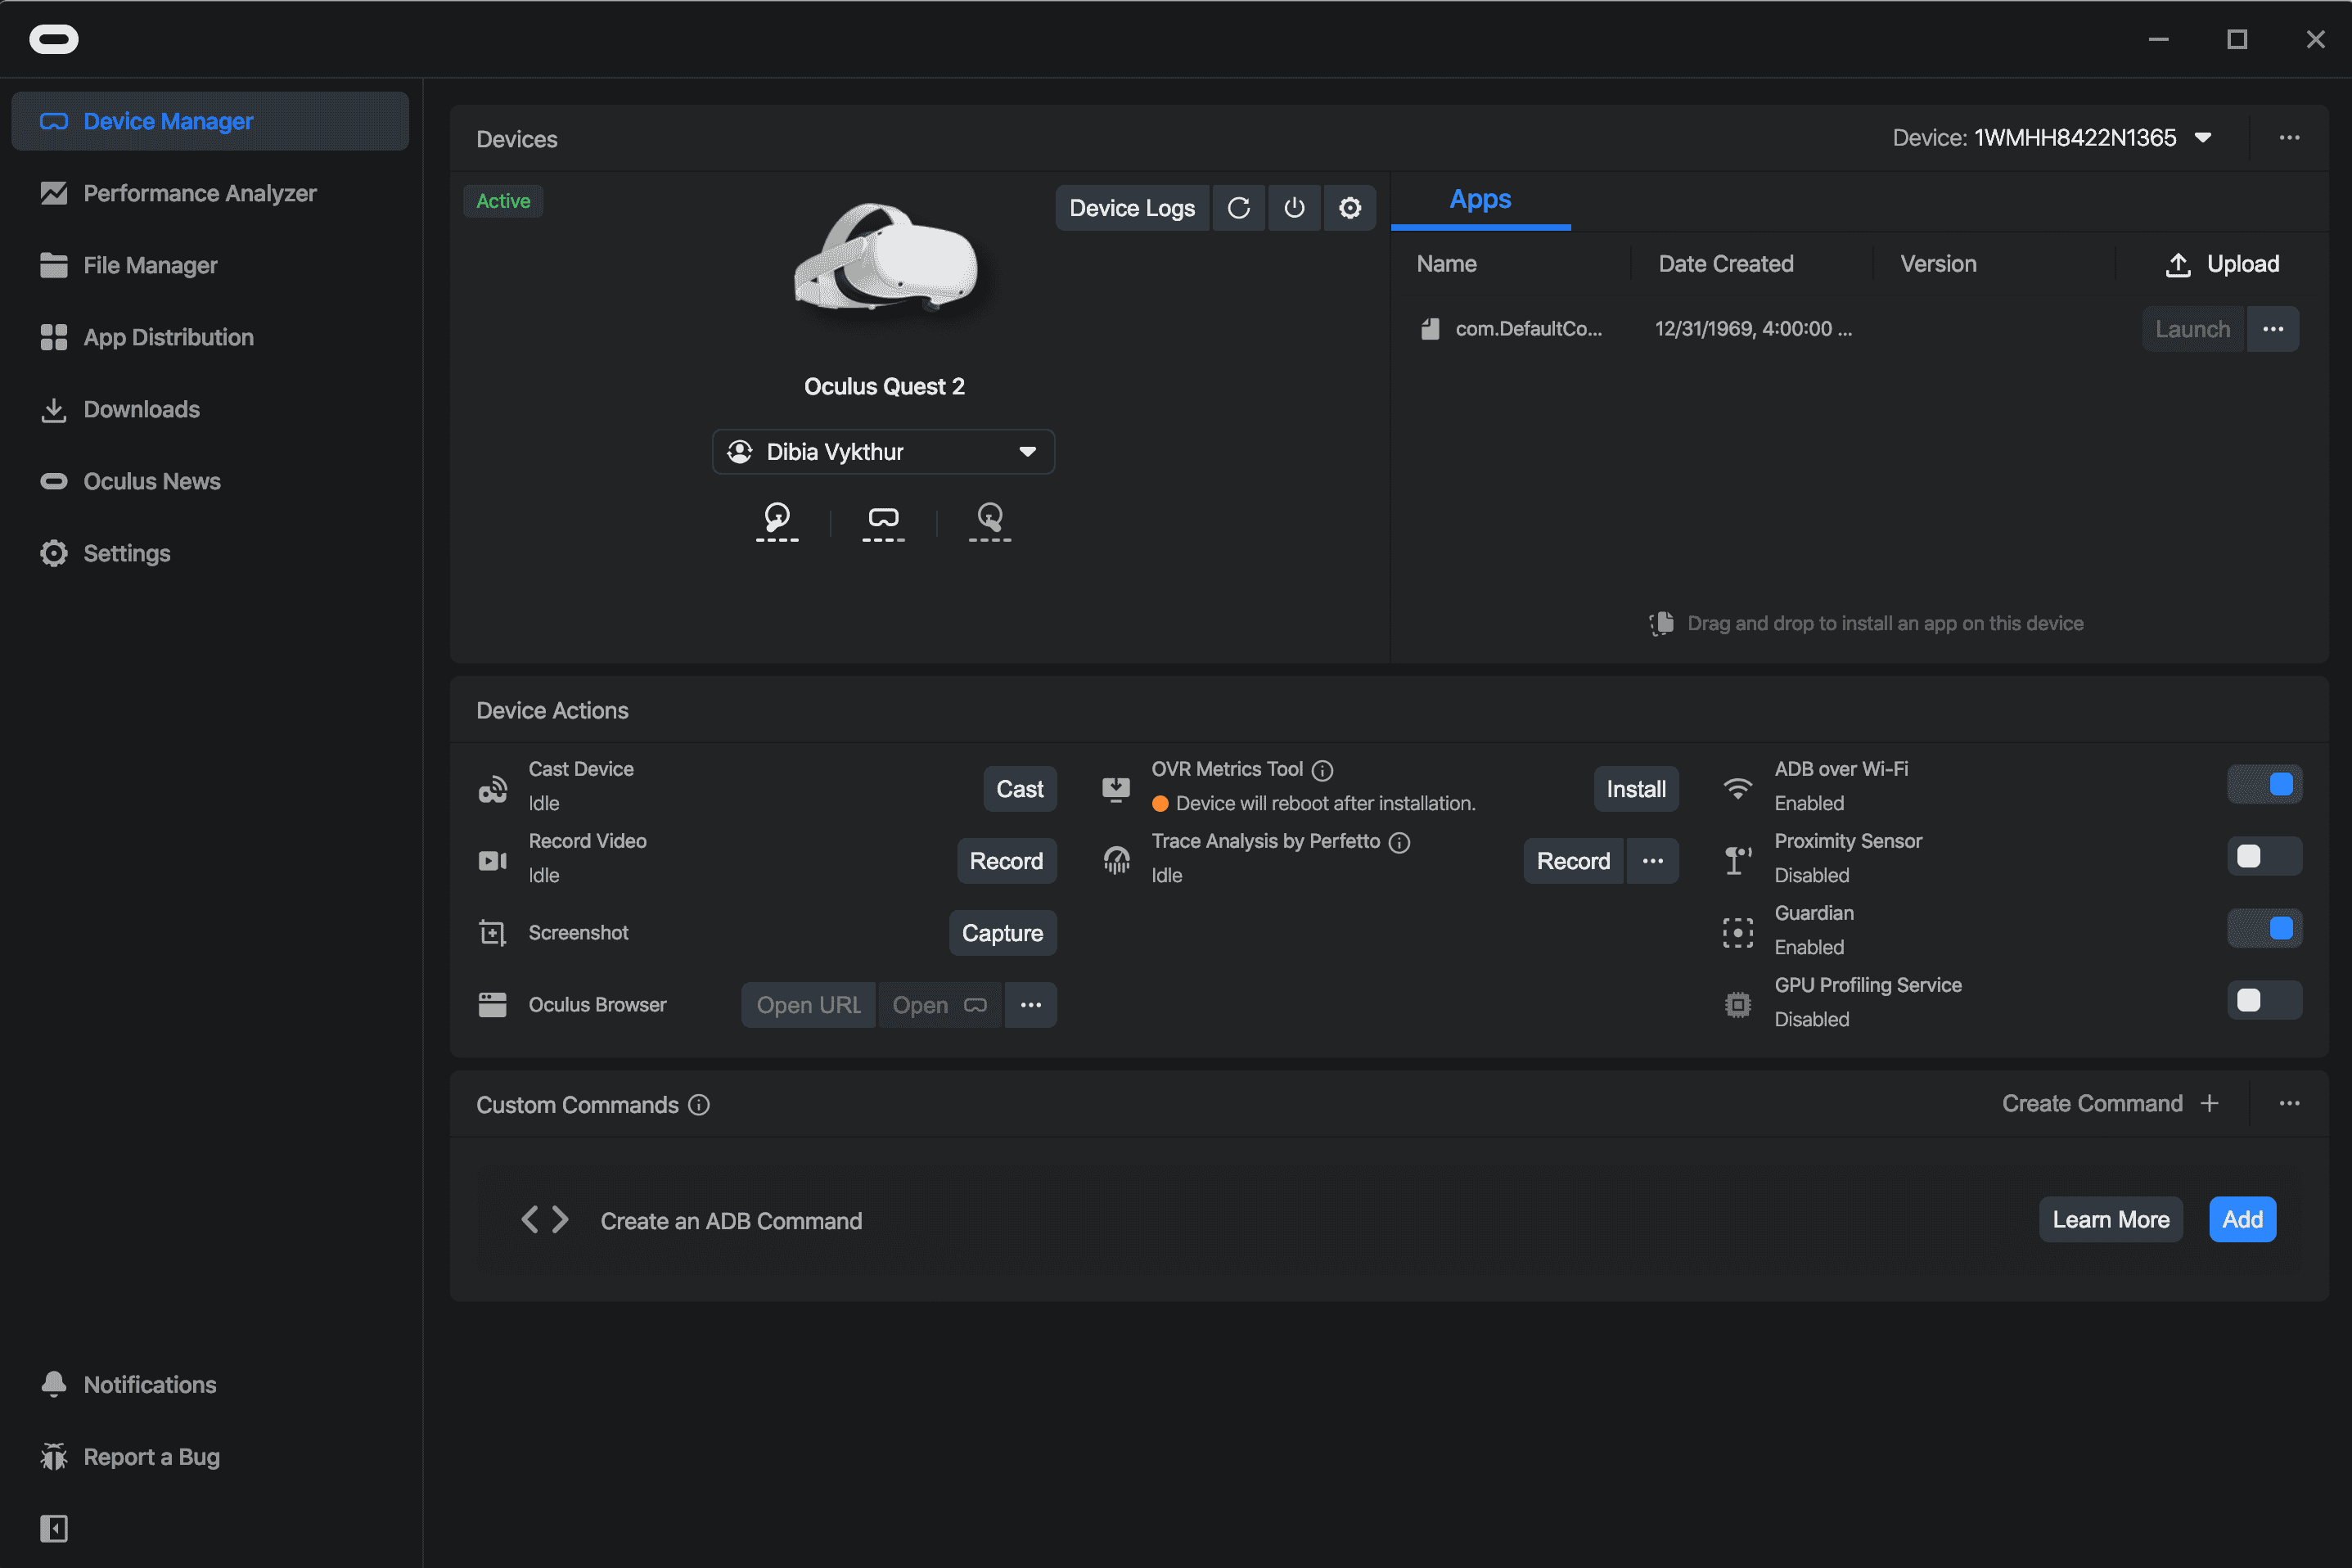 Device Manager
Performance Analyzer
File Manager
App Distribution
Downloads
Oculus News
Settings
Notifications
Report a Bug
Devices
Device: 1WMHH8422N1365
Active
Device Logs
Oculus Quest 2
Dibia Vykthur
Apps
Name Date Created Version Upload
com.DefaultCo... 12/31/1969, 4:00:00 ... Launch
Drag and drop to install an app on this device
Device Actions
Cast Device
Idle
Cast
Record Video
Idle
Record
Screenshot
Capture
Oculus Browser
Open URL
Open
OVR Metrics Tool
Device will reboot after installation.
Install
Trace Analysis by Perfetto
Idle
Record
ADB over Wi-Fi
Enabled
Proximity Sensor
Disabled
Guardian
Enabled
GPU Profiling Service
Disabled
Custom Commands
Create Command
Create an ADB Command
Learn More
Add